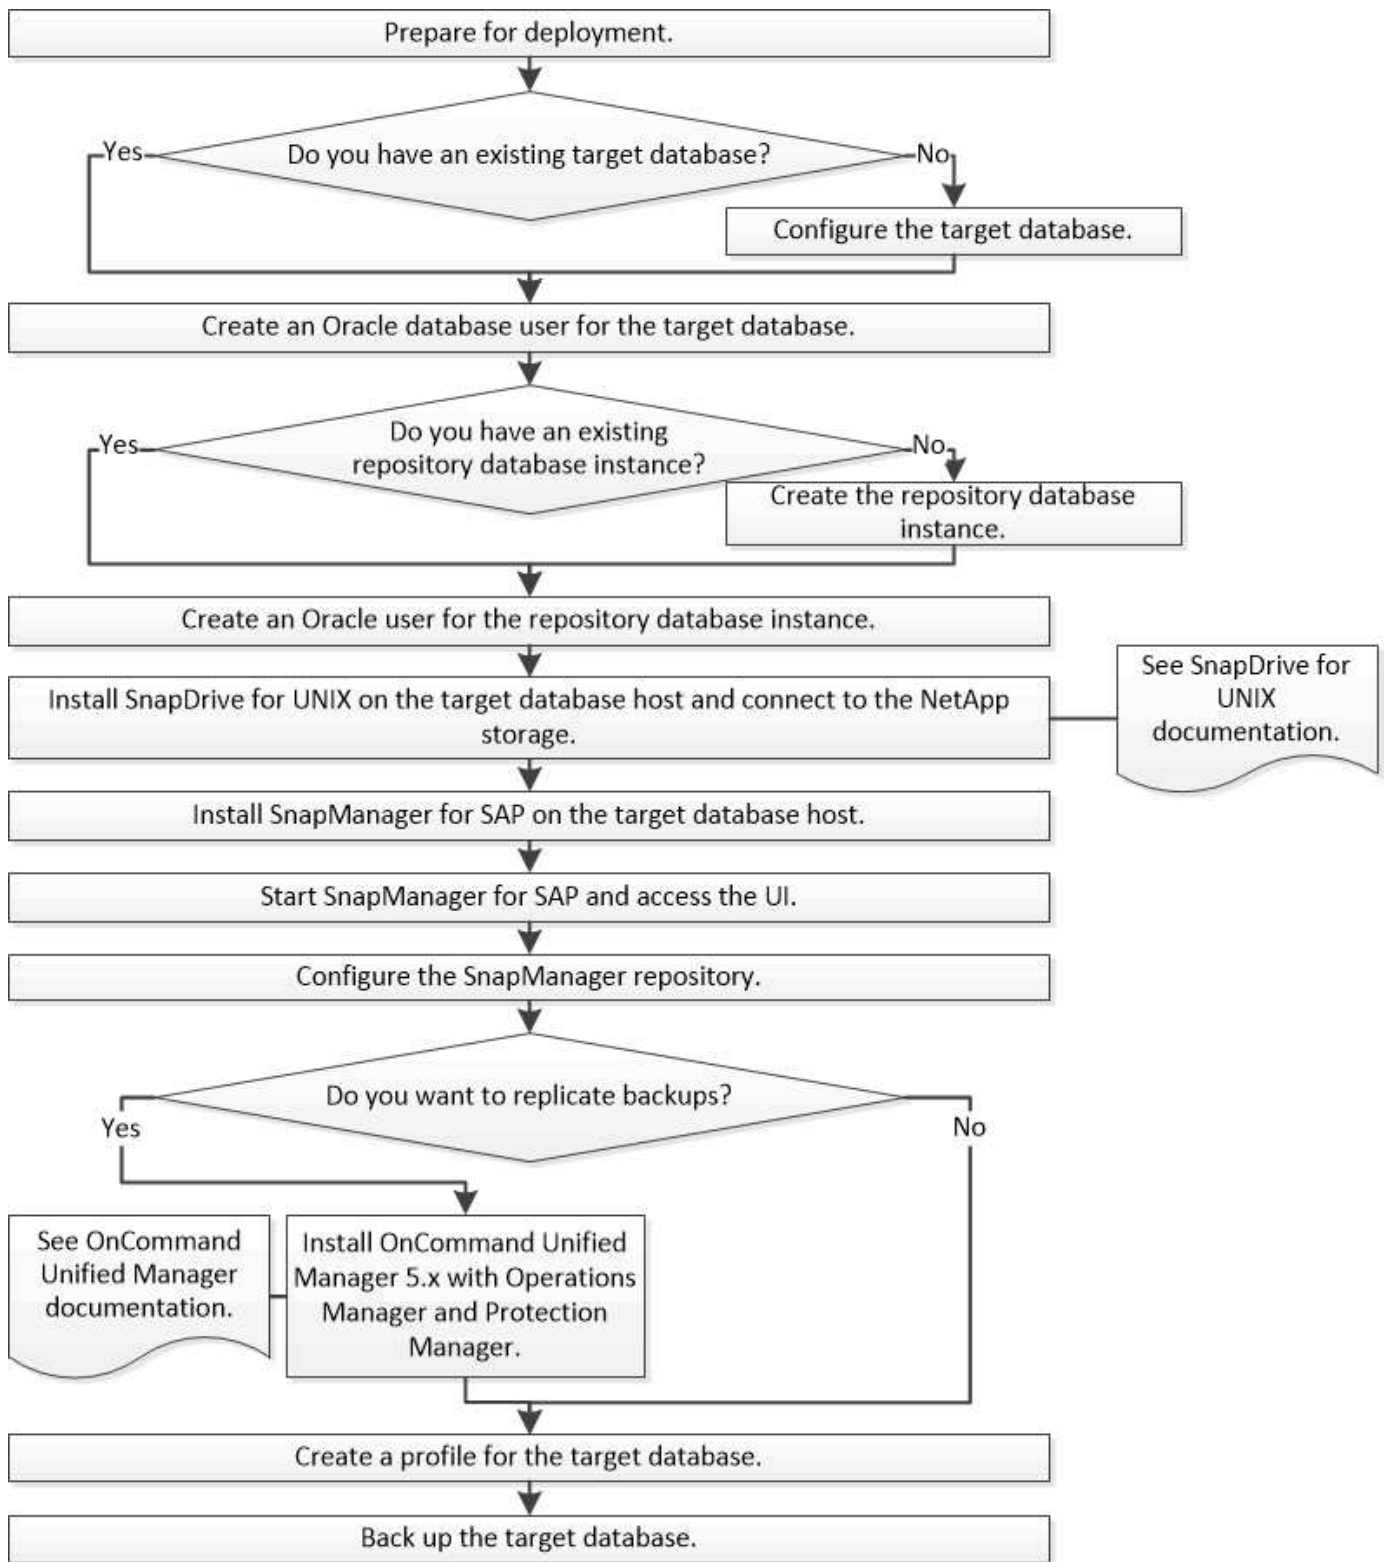 Prepare for deployment.
Do you have an existing target database?
Yes
No
Configure the target database.
Create an Oracle database user for the target database.
Do you have an existing
repository database instance?
Yes
No
Create the repository database
instance.
Create an Oracle user for the repository database instance.
Install SnapDrive for UNIX on the target database host and connect to the NetApp
storage.
See SnapDrive for
UNIX
documentation.
Install SnapManager for SAP on the target database host.
Start SnapManager for SAP and access the UI.
Configure the SnapManager repository.
Do you want to replicate backups?
Yes
No
See OnCommand
Unified Manager
documentation.
Install OnCommand Unified
Manager 5.x with Operations
Manager and Protection
Manager.
Create a profile for the target database.
Back up the target database.